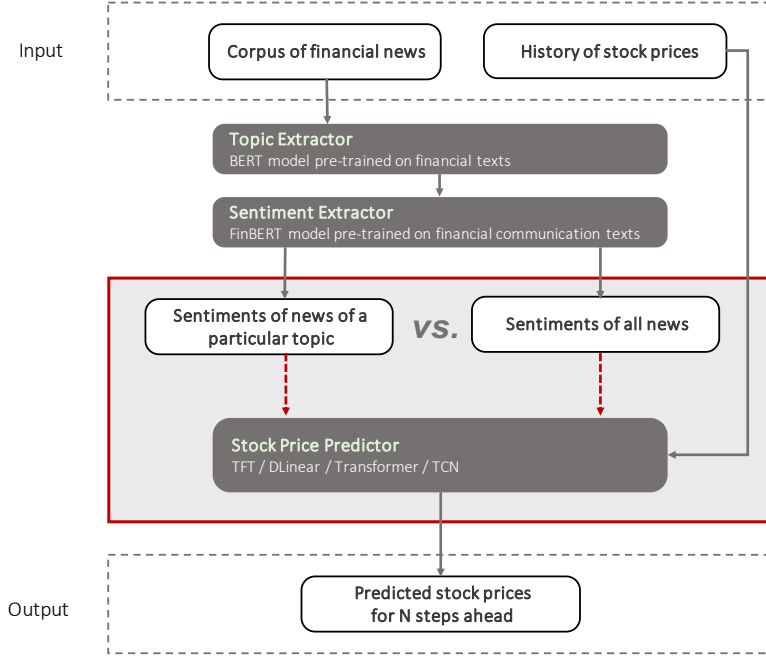 Input
Corpus of financial news
History of stock prices
Topic Extractor
BERT model pre-trained on financial texts
Sentiment Extractor
FinBERT model pre-trained on financial communication texts
Sentiments of news of a
particular topic
vs.
Sentiments of all news
Stock Price Predictor
TFT / DLinear / Transformer / TCN
Output
Predicted stock prices
for N steps ahead